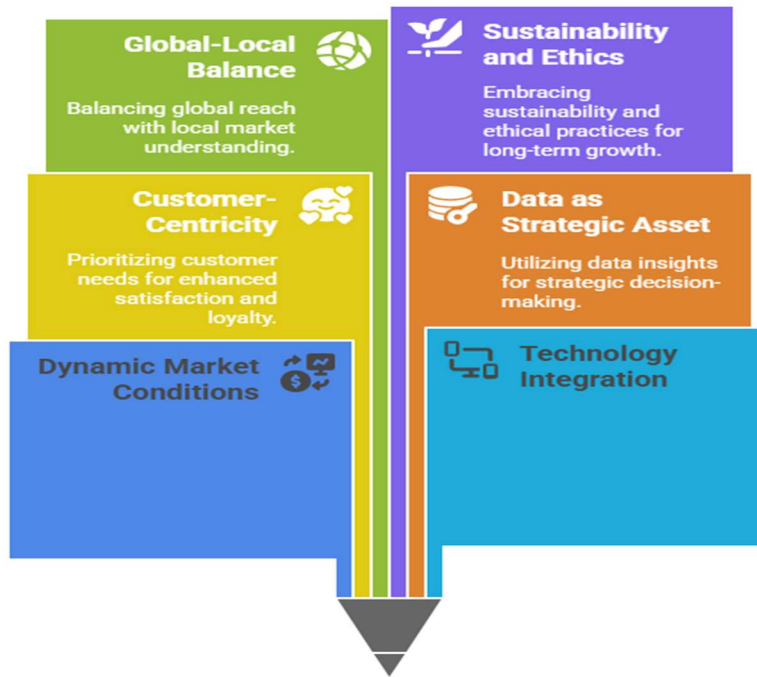 Global-Local
Balance
Balancing global reach
with local market
understanding.
Sustainability
and Ethics
Embracing
sustainability and
ethical practices for
long-term growth.
Customer-
Centricity
Prioritizing customer
needs for enhanced
satisfaction and
loyalty.
Data as
Strategic Asset
Utilizing data insights
for strategic decision-
making.
Dynamic Market
Conditions
Technology
Integration